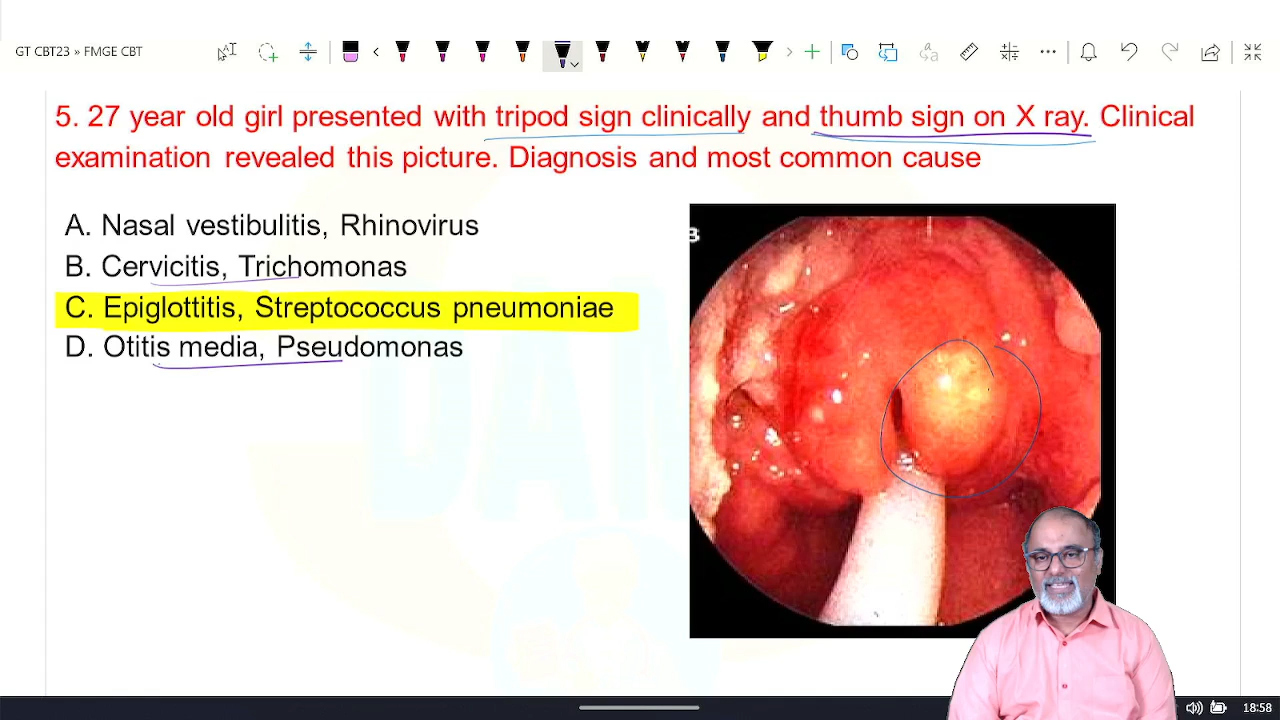 GT CBT23 » FMGE CBT
5. 27 year old girl presented with tripod sign clinically and thumb sign on X ray. Clinical
examination revealed this picture. Diagnosis and most common cause
A. Nasal vestibulitis, Rhinovirus
B. Cervicitis, Trichomonas
C. Epiglottitis, Streptococcus pneumoniae
D. Otitis media, Pseudomonas
18:58